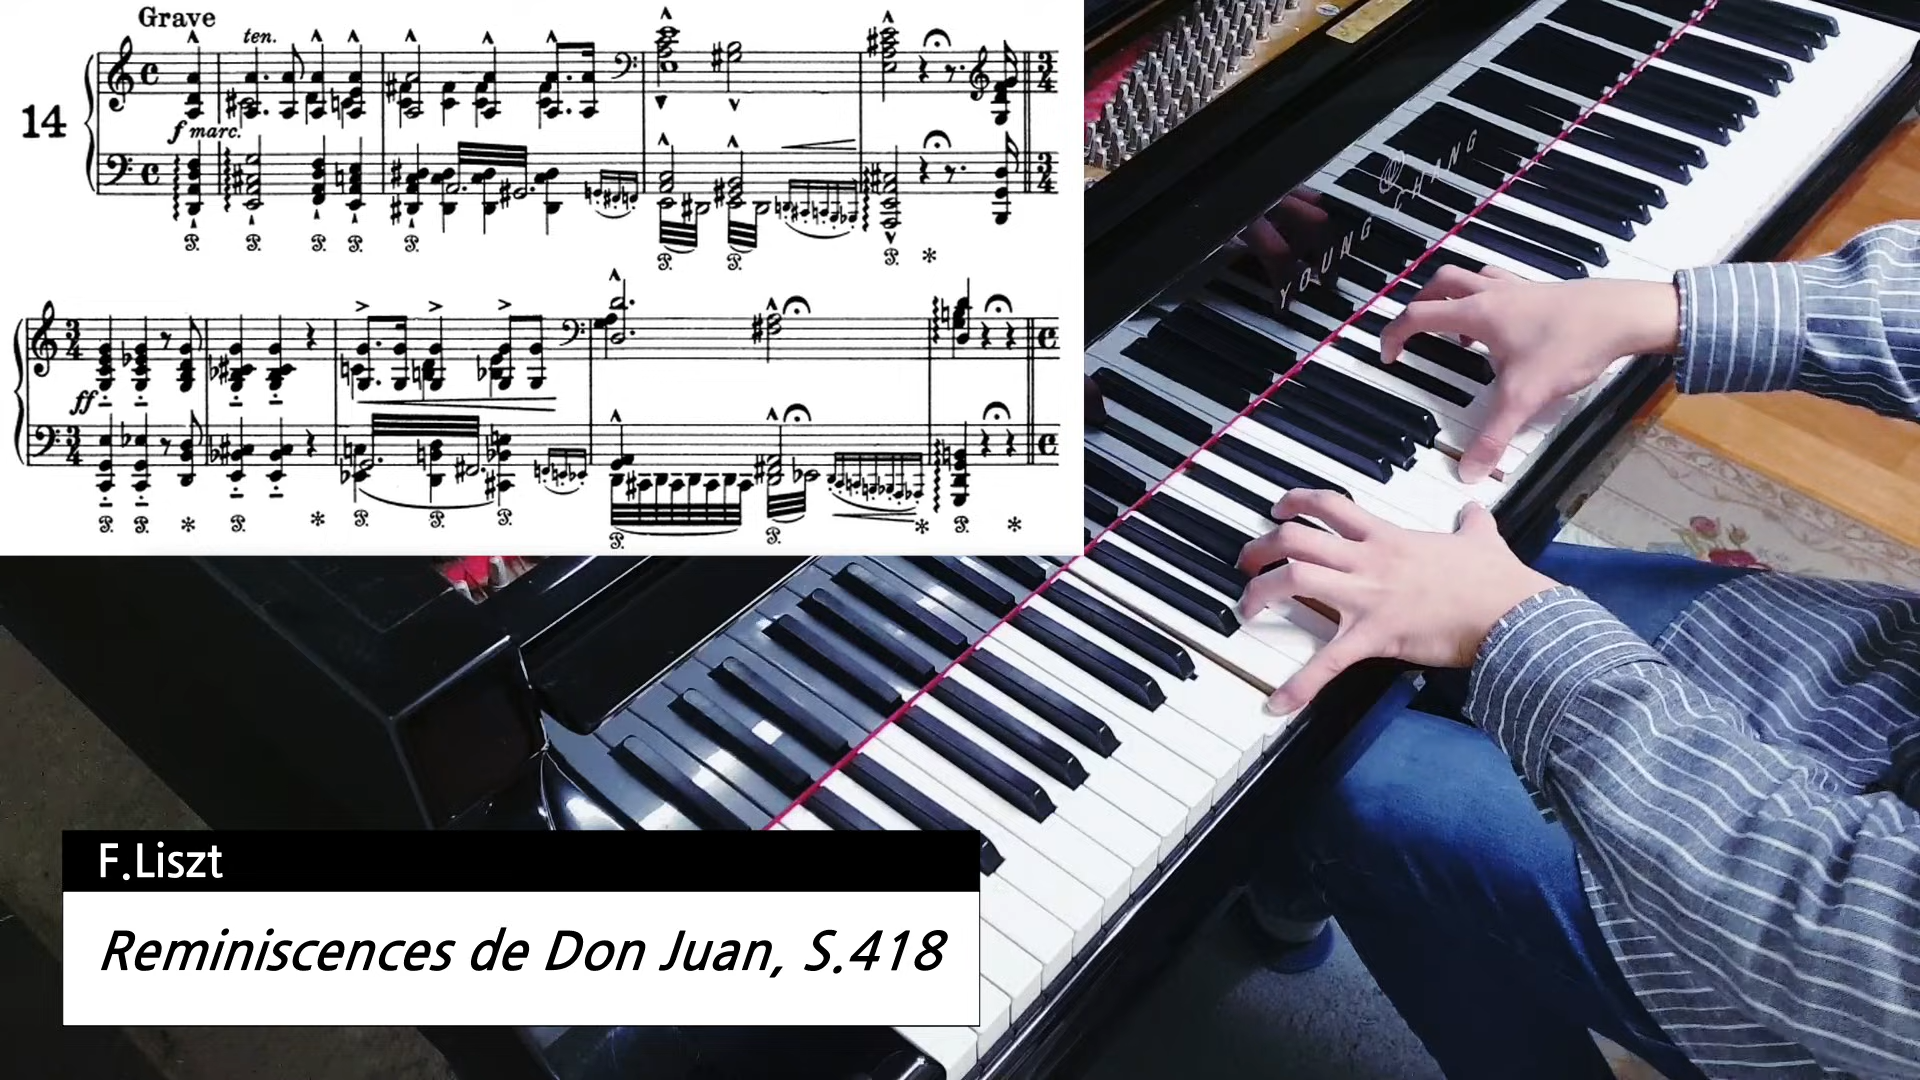 Grave
ten.
14
f marc.
ff
YOUNG CHANG
F.Liszt
Reminiscences de Don Juan, S.418